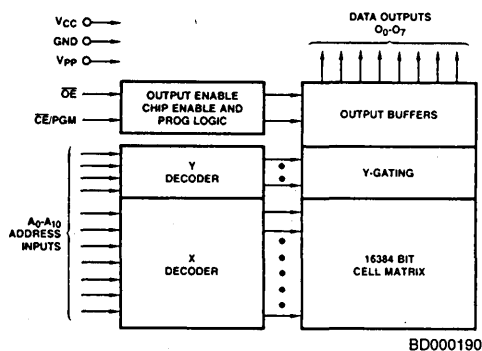 VCC
GND
VPP
DATA OUTPUTS
O0-O7
OE
CE/PGM
OUTPUT ENABLE
CHIP ENABLE AND
PROG LOGIC
OUTPUT BUFFERS
Y
DECODER
Y-GATING
A0-A10
ADDRESS
INPUTS
X
DECODER
16384 BIT
CELL MATRIX
BD000190